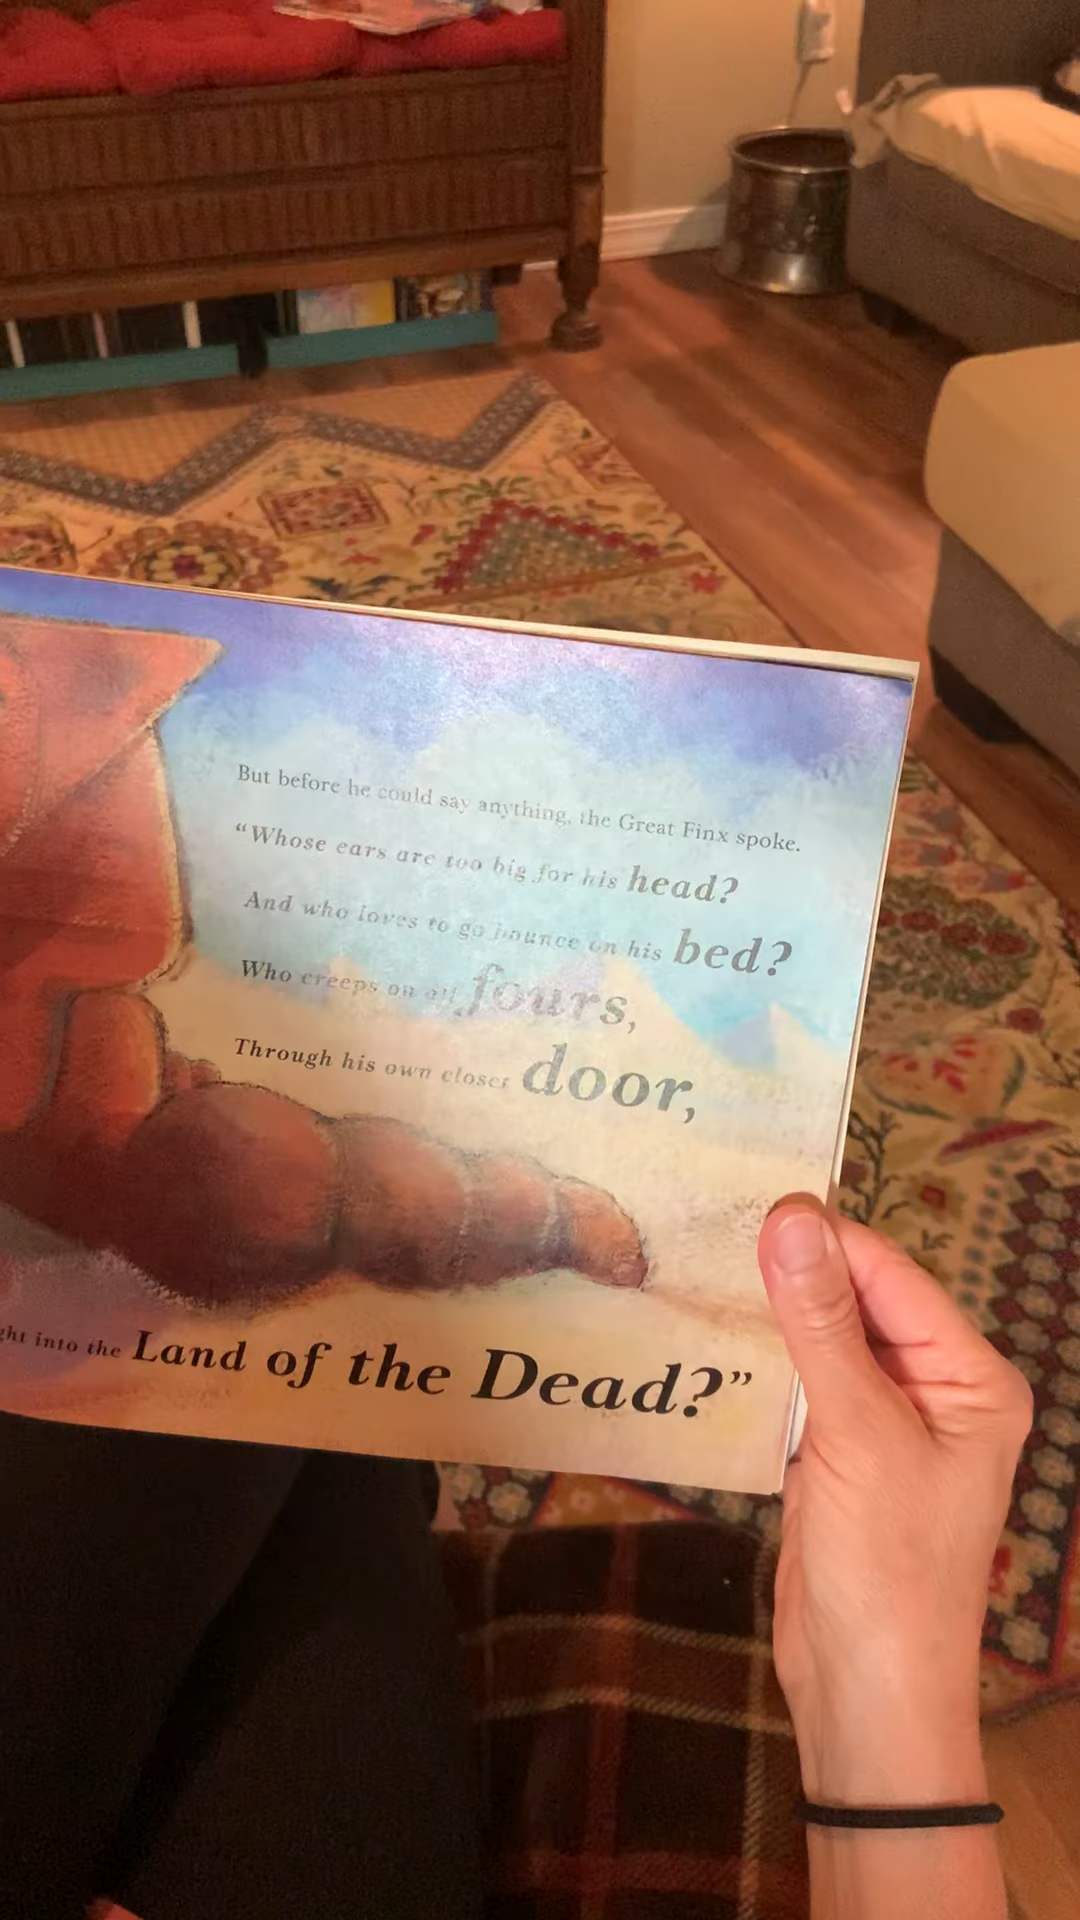 But before he could say anything, the Great Finx spoke.
“Whose ears are too big for his head?
And who loves to go bounce on his bed?
Who creeps on all fours,
Through his own closet door,
ght into the Land of the Dead?”